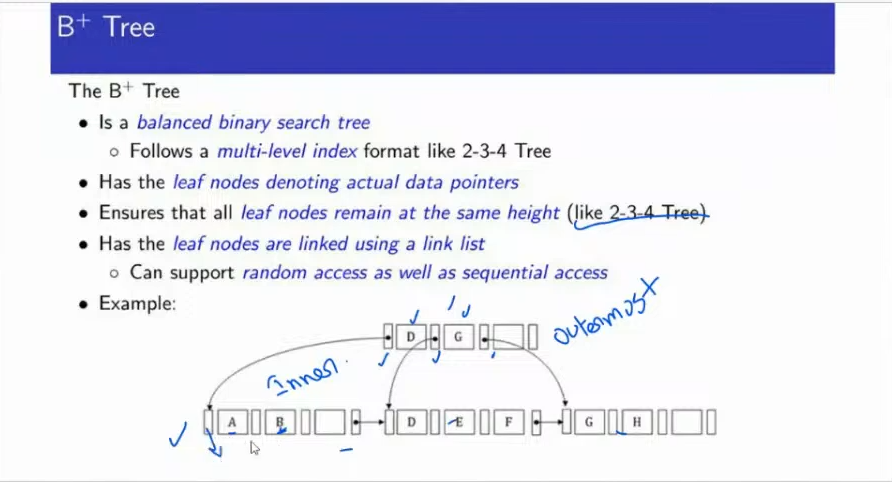 B+ Tree
The B+ Tree
• Is a balanced binary search tree
○ Follows a multi-level index format like 2-3-4 Tree
• Has the leaf nodes denoting actual data pointers
• Ensures that all leaf nodes remain at the same height (like 2-3-4 Tree)
• Has the leaf nodes are linked using a link list
○ Can support random access as well as sequential access
• Example:
D G
outermost
Inner
A B D E F G H